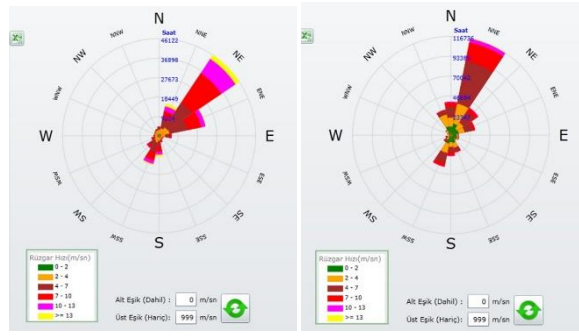 N
NNW
Saat
NNE
46122
NW
36898
NE
27673
WNW
18449
ENE
W
E
WSW
ESE
SW
SE
SSW
SSE
S
Rüzgar Hızı(m/sn)
0 - 2
2 - 4
4 - 7
7 - 10
10 - 13
>= 13
Alt Eşik (Dahil) : 0 m/sn
Üst Eşik (Hariç): 999 m/sn
N
NNW
Saat
NNE
116736
NW
NE
WNW
ENE
W
E
WSW
ESE
SW
SE
SSW
SSE
S
Rüzgar Hızı(m/sn)
0 - 2
2 - 4
4 - 7
7 - 10
10 - 13
>= 13
Alt Eşik (Dahil) : 0 m/sn
Üst Eşik (Hariç): 999 m/sn